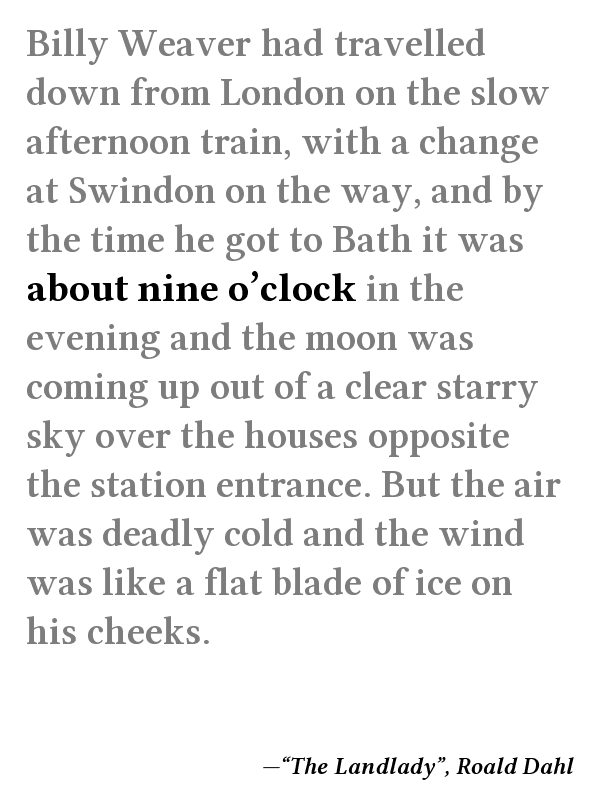 Billy Weaver had travelled
down from London on the slow
afternoon train, with a change
at Swindon on the way, and by
the time he got to Bath it was
about nine o’clock in the
evening and the moon was
coming up out of a clear starry
sky over the houses opposite
the station entrance. But the air
was deadly cold and the wind
was like a flat blade of ice on
his cheeks.
—“The Landlady”, Roald Dahl